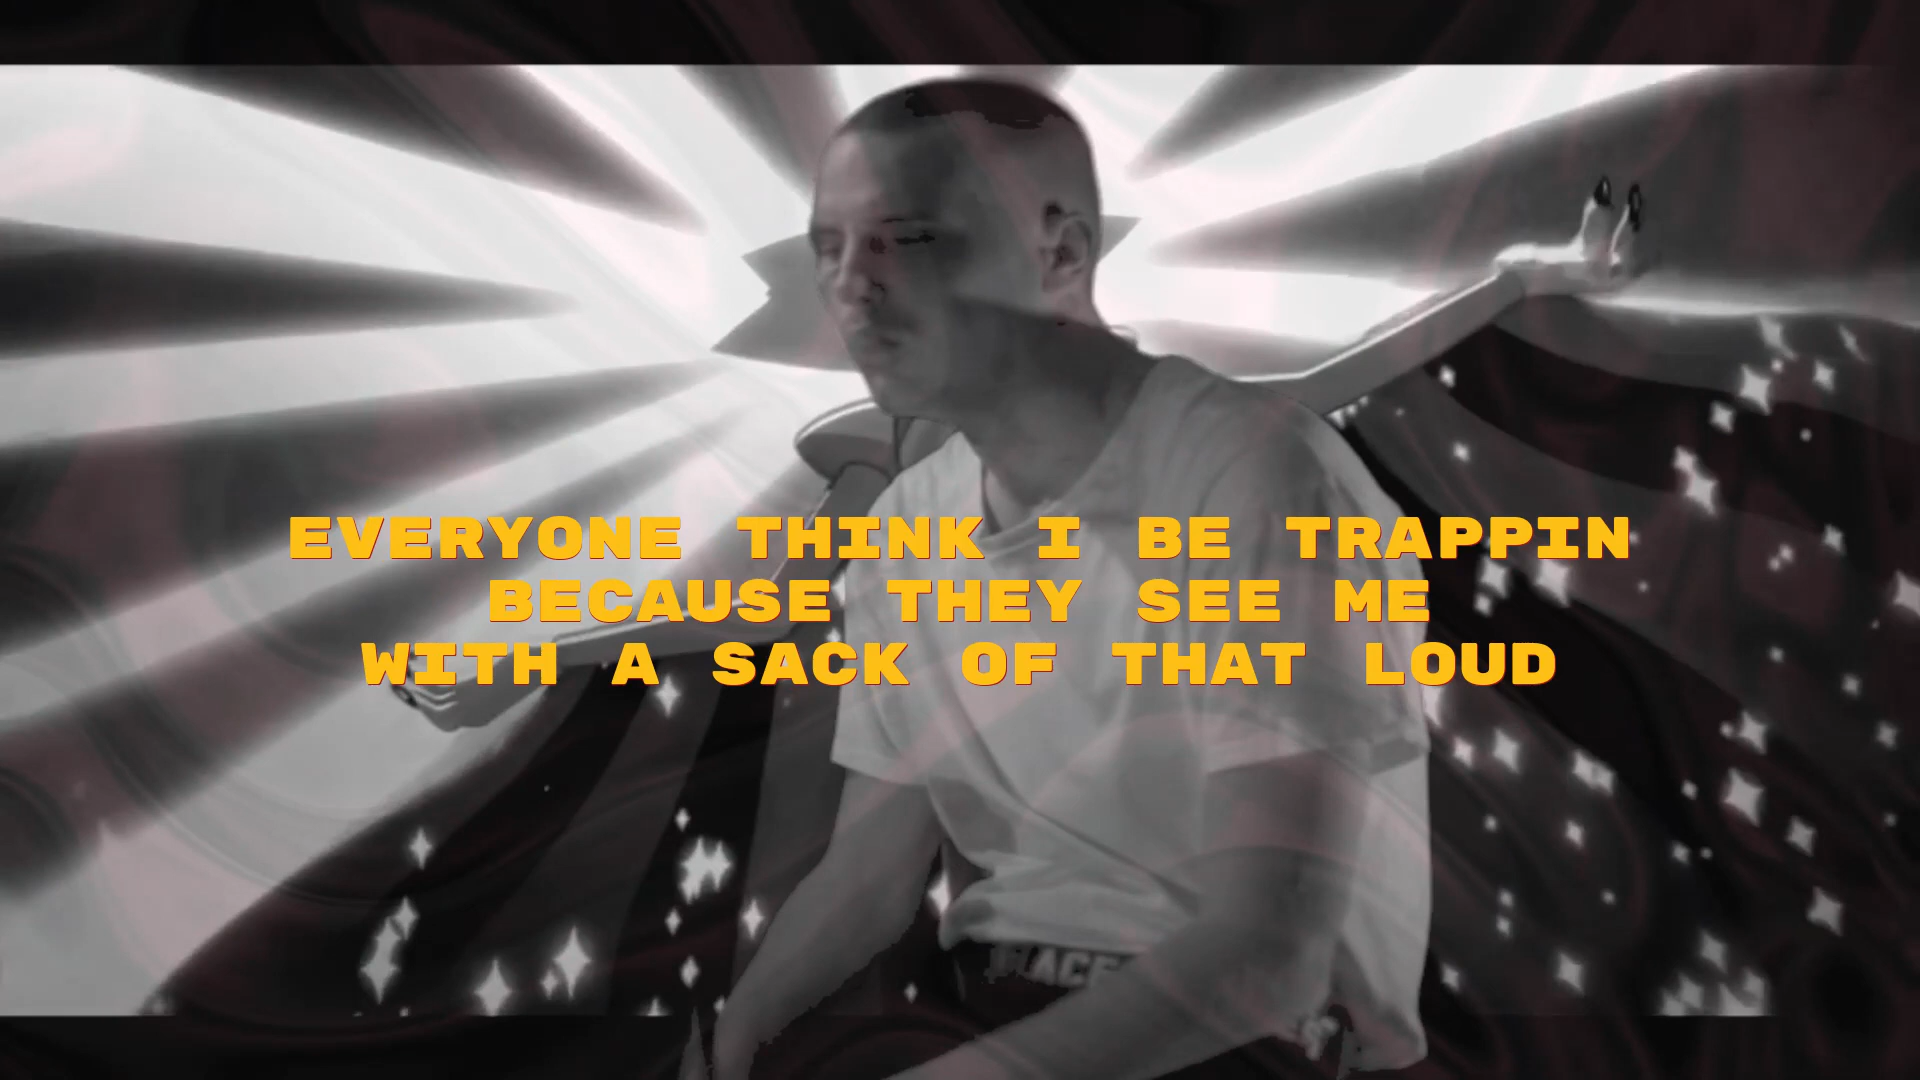 EVERYONE THINK I BE TRAPPIN
BECAUSE THEY SEE ME
WITH A SACK OF THAT LOUD